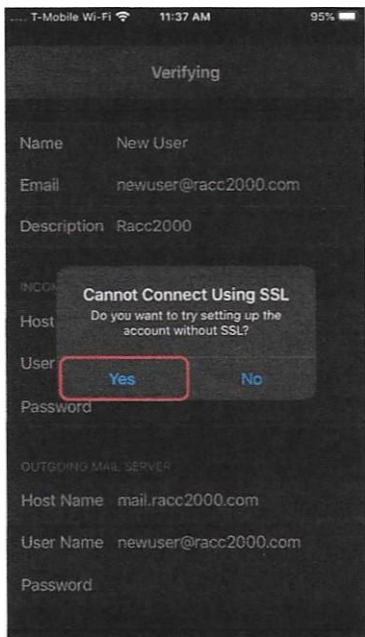 T-Mobile Wi-Fi 11:37 AM 95%
Verifying
Name New User
Email newuser@racc2000.com
Description Racc2000
INCOM
Cannot Connect Using SSL
Do you want to try setting up the
account without SSL?
Host
User
Yes No
Password
OUTGOING MAIL SERVER
Host Name mail.racc2000.com
User Name newuser@racc2000.com
Password